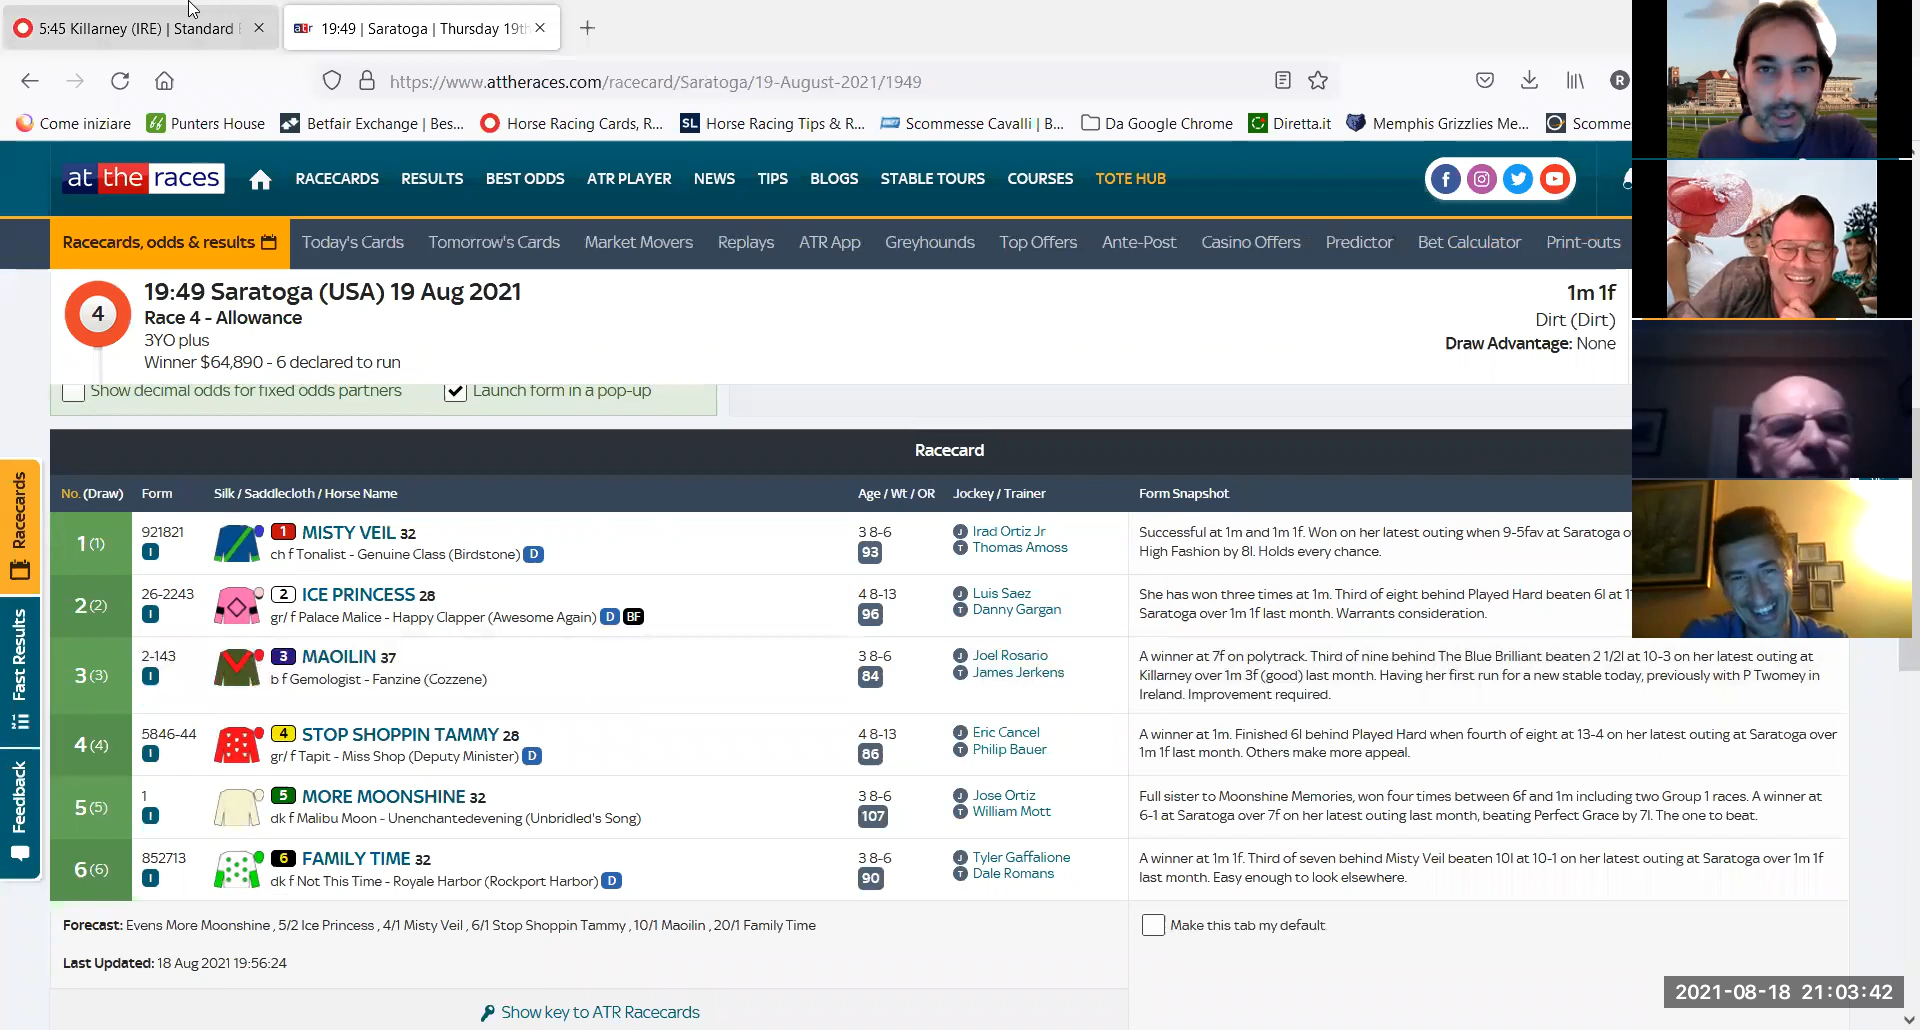 5:45 Killarney (IRE) | Standard
19:49 | Saratoga | Thursday 19th
https://www.attheraces.com/racecard/Saratoga/19-August-2021/1949
R
Come iniziare
Punters House
Betfair Exchange | Bes...
Horse Racing Cards, R...
SL Horse Racing Tips & R...
Scommesse Cavalli | B...
Da Google Chrome
Diretta.it
Memphis Grizzlies Me...
Scomme
at the races
RACECARDS RESULTS BEST ODDS ATR PLAYER NEWS TIPS BLOGS STABLE TOURS COURSES TOTE HUB
Racecards, odds & results Today's Cards Tomorrow's Cards Market Movers Replays ATR App Greyhounds Top Offers Ante-Post Casino Offers Predictor Bet Calculator Print-outs
4
19:49 Saratoga (USA) 19 Aug 2021
Race 4 - Allowance
3YO plus
Winner $64,890 - 6 declared to run
1m 1f
Dirt (Dirt)
Draw Advantage: None
Show decimal odds for fixed odds partners
Launch form in a pop-up
Racecards
Fast Results
Feedback
Racecard
No. (Draw) Form Silk / Saddlecloth / Horse Name Age / Wt / OR Jockey / Trainer Form Snapshot
1 (1) 921821 I 1 MISTY VEIL 32
ch f Tonalist - Genuine Class (Birdstone) D
3 8-6 93
J Irad Ortiz Jr
T Thomas Amoss
Successful at 1m and 1m 1f. Won on her latest outing when 9-5fav at Saratoga o
High Fashion by 8l. Holds every chance.
2 (2) 26-2243 I 2 ICE PRINCESS 28
gr/ f Palace Malice - Happy Clapper (Awesome Again) D BF
4 8-13 96
J Luis Saez
T Danny Gargan
She has won three times at 1m. Third of eight behind Played Hard beaten 6l at 1
Saratoga over 1m 1f last month. Warrants consideration.
3 (3) 2-143 I 3 MAOILIN 37
b f Gemologist - Fanzine (Cozzene)
3 8-6 84
J Joel Rosario
T James Jerkens
A winner at 7f on polytrack. Third of nine behind The Blue Brilliant beaten 2 1/2l at 10-3 on her latest outing at
Killarney over 1m 3f (good) last month. Having her first run for a new stable today, previously with P Twomey in
Ireland. Improvement required.
4 (4) 5846-44 I 4 STOP SHOPPIN TAMMY 28
gr/ f Tapit - Miss Shop (Deputy Minister) D
4 8-13 86
J Eric Cancel
T Philip Bauer
A winner at 1m. Finished 6l behind Played Hard when fourth of eight at 13-4 on her latest outing at Saratoga over
1m 1f last month. Others make more appeal.
5 (5) 1 I 5 MORE MOONSHINE 32
dk f Malibu Moon - Unenchantedevening (Unbridled's Song)
3 8-6 107
J Jose Ortiz
T William Mott
Full sister to Moonshine Memories, won four times between 6f and 1m including two Group 1 races. A winner at
6-1 at Saratoga over 7f on her latest outing last month, beating Perfect Grace by 7l. The one to beat.
6 (6) 852713 I 6 FAMILY TIME 32
dk f Not This Time - Royale Harbor (Rockport Harbor) D
3 8-6 90
J Tyler Gaffalione
T Dale Romans
A winner at 1m 1f. Third of seven behind Misty Veil beaten 10l at 10-1 on her latest outing at Saratoga over 1m 1f
last month. Easy enough to look elsewhere.
Forecast: Evens More Moonshine , 5/2 Ice Princess , 4/1 Misty Veil , 6/1 Stop Shoppin Tammy , 10/1 Maoilin , 20/1 Family Time
Make this tab my default
Last Updated: 18 Aug 2021 19:56:24
Show key to ATR Racecards
2021-08-18 21:03:42